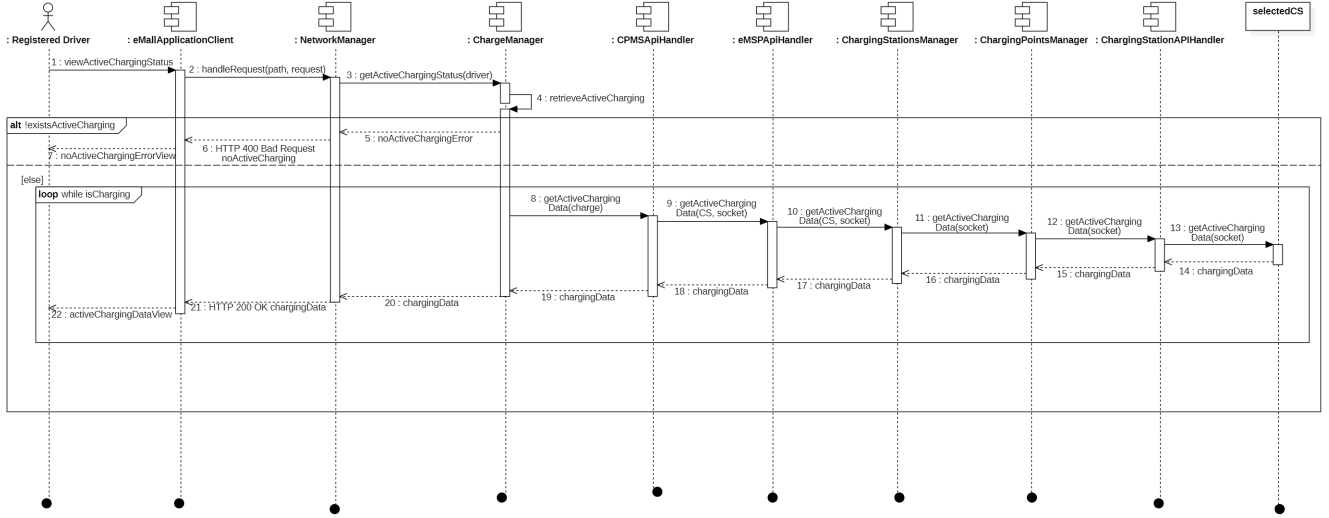 selectedCS
: Registered Driver
: eMallApplicationClient
: NetworkManager
: ChargeManager
: CPMSApiHandler
: eMSPApiHandler
: ChargingStationsManager
: ChargingPointsManager
: ChargingStationAPIHandler
1 : viewActiveChargingStatus
2 : handleRequest(path, request)
3 : getActiveChargingStatus(driver)
4 : retrieveActiveCharging
alt !existsActiveCharging
5 : noActiveChargingError
6 : HTTP 400 Bad Request
noActiveCharging
7 : noActiveChargingErrorView
[else]
loop while isCharging
8 : getActiveCharging
Data(charge)
9 : getActiveCharging
Data(CS, socket)
10 : getActiveCharging
Data(CS, socket)
11 : getActiveCharging
Data(socket)
12 : getActiveCharging
Data(socket)
13 : getActiveCharging
Data(socket)
14 : chargingData
15 : chargingData
16 : chargingData
17 : chargingData
18 : chargingData
19 : chargingData
20 : chargingData
21 : HTTP 200 OK chargingData
22 : activeChargingDataView